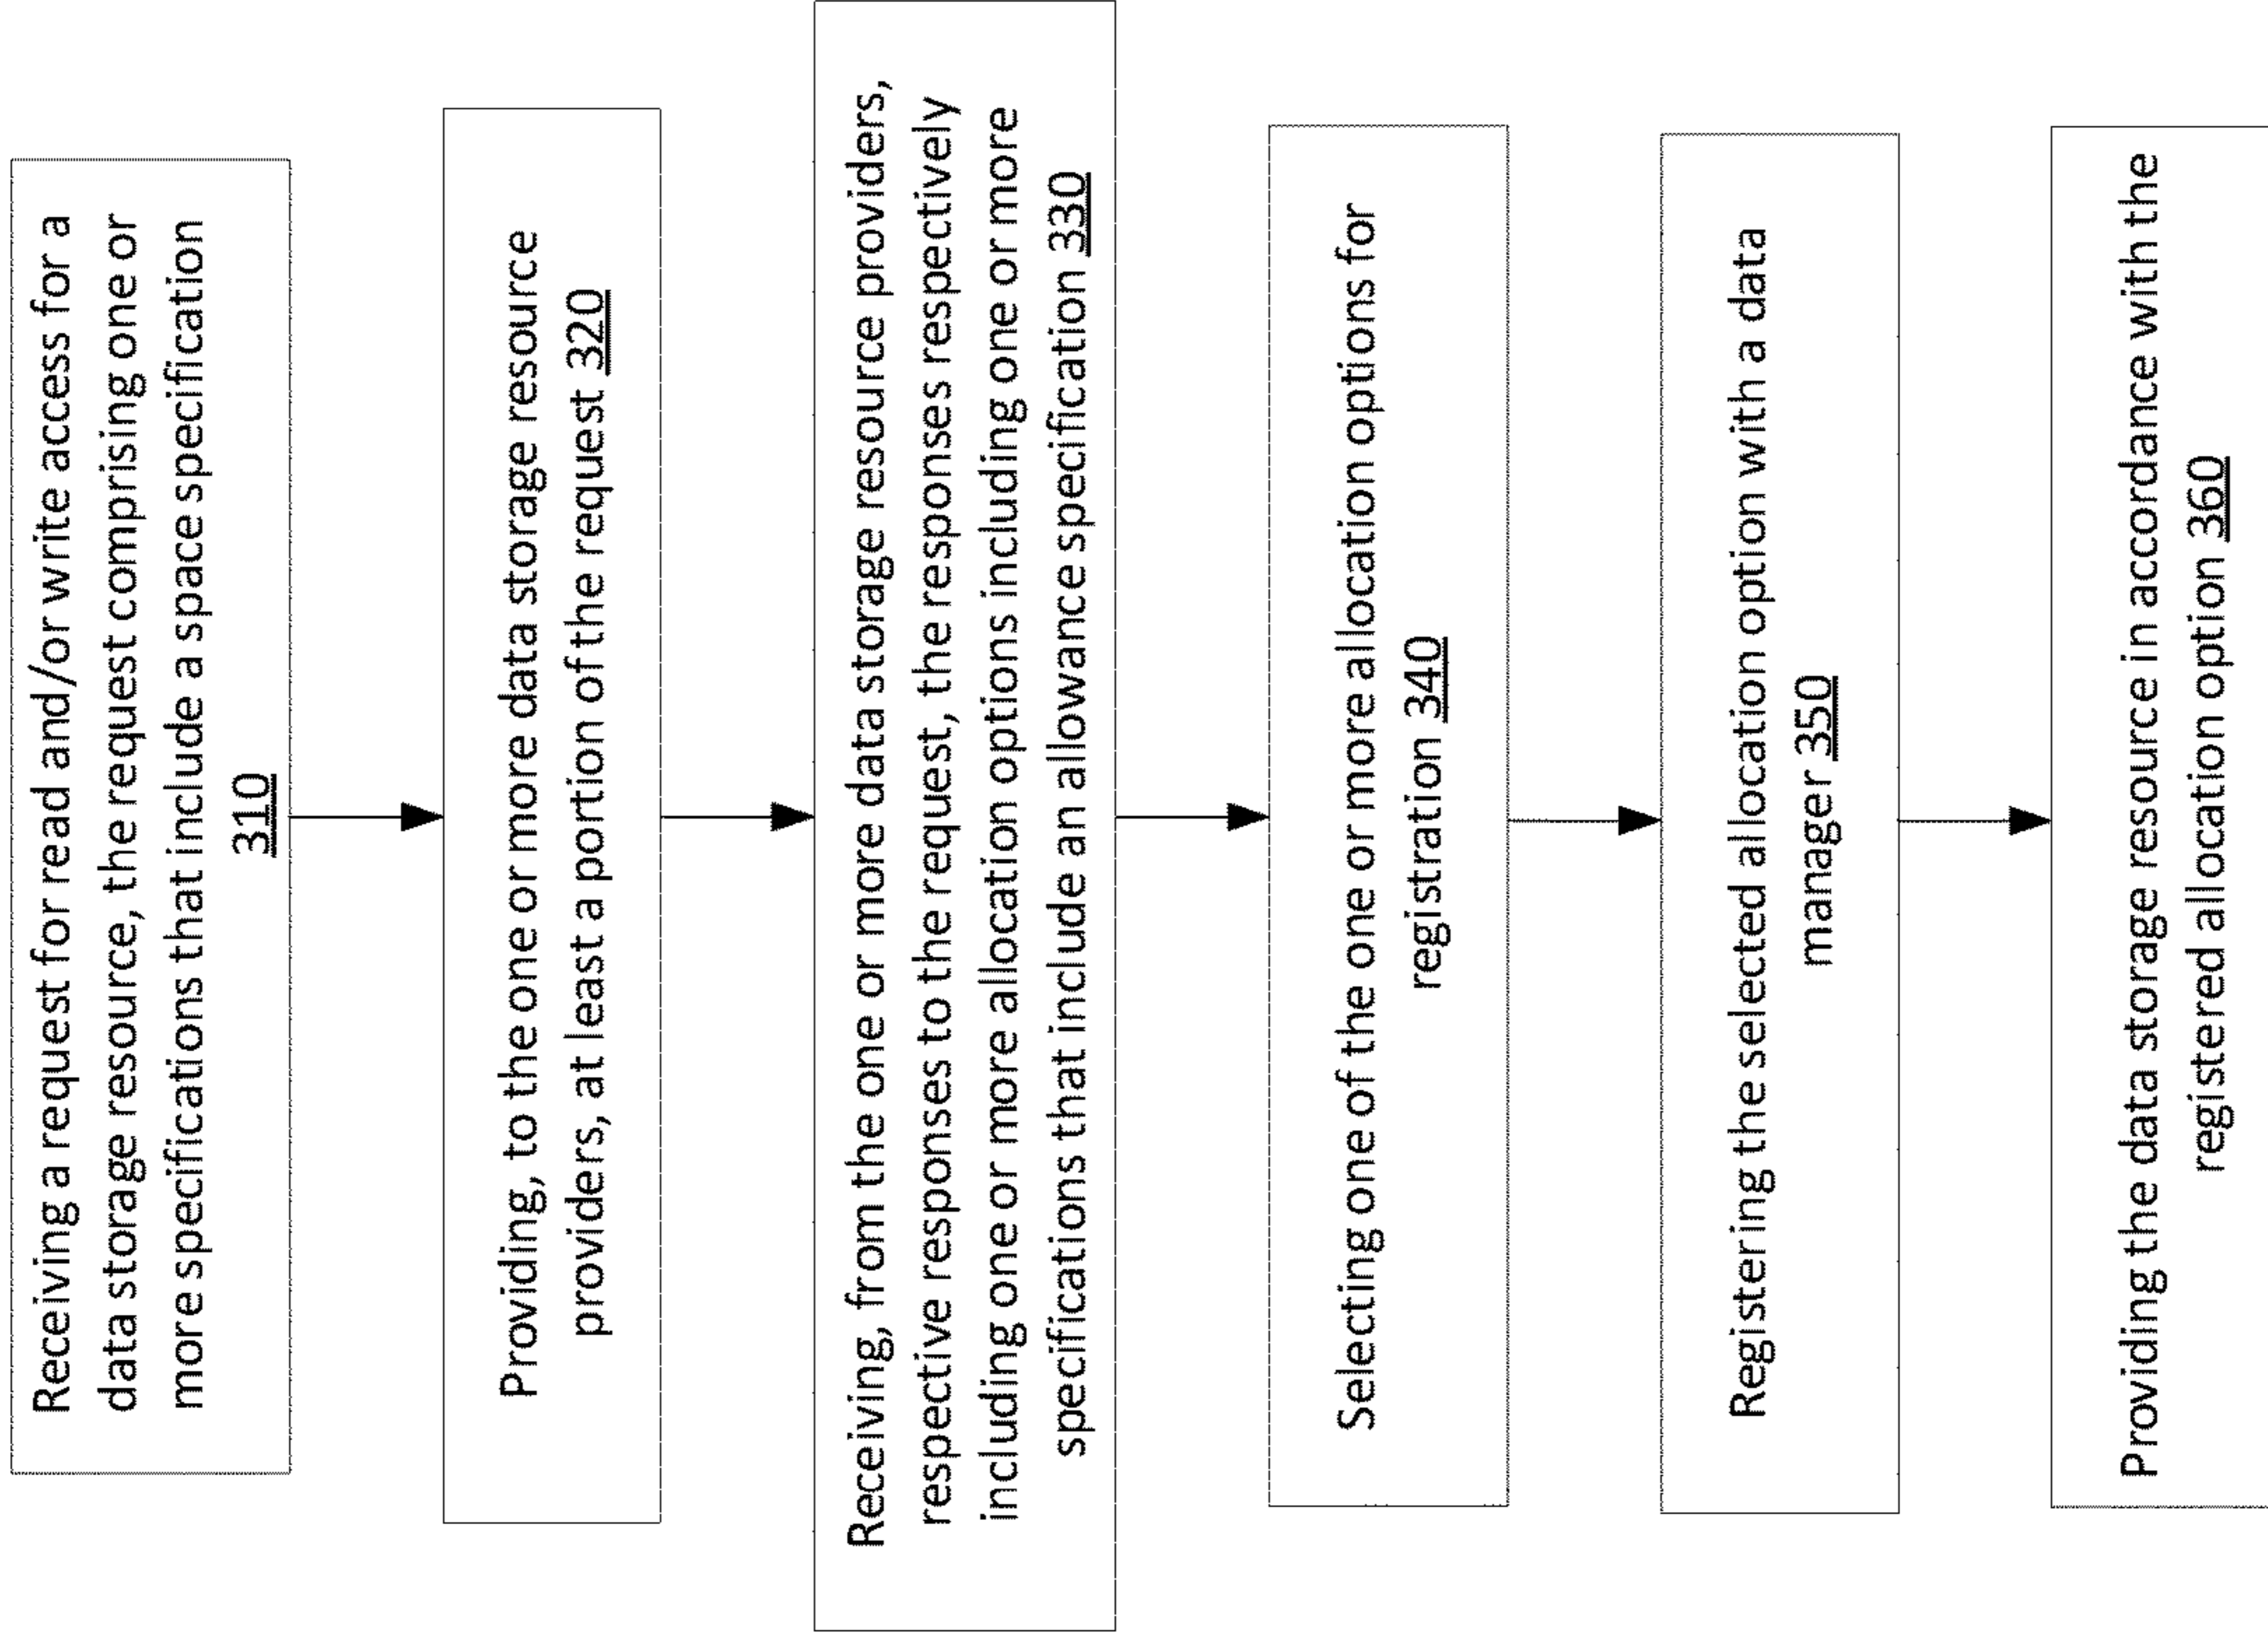 Receiving a request for read and/or write access for a
data storage resource, the request comprising one or
more specifications that include a space specification
310
Providing, to the one or more data storage resource
providers, at least a portion of the request 320
Receiving, from the one or more data storage resource providers,
respective responses to the request, the responses respectively
including one or more allocation options including one or more
specifications that include an allowance specification 330
Selecting one of the one or more allocation options for
registration 340
Registering the selected allocation option with a data
manager 350
Providing the data storage resource in accordance with the
registered allocation option 360